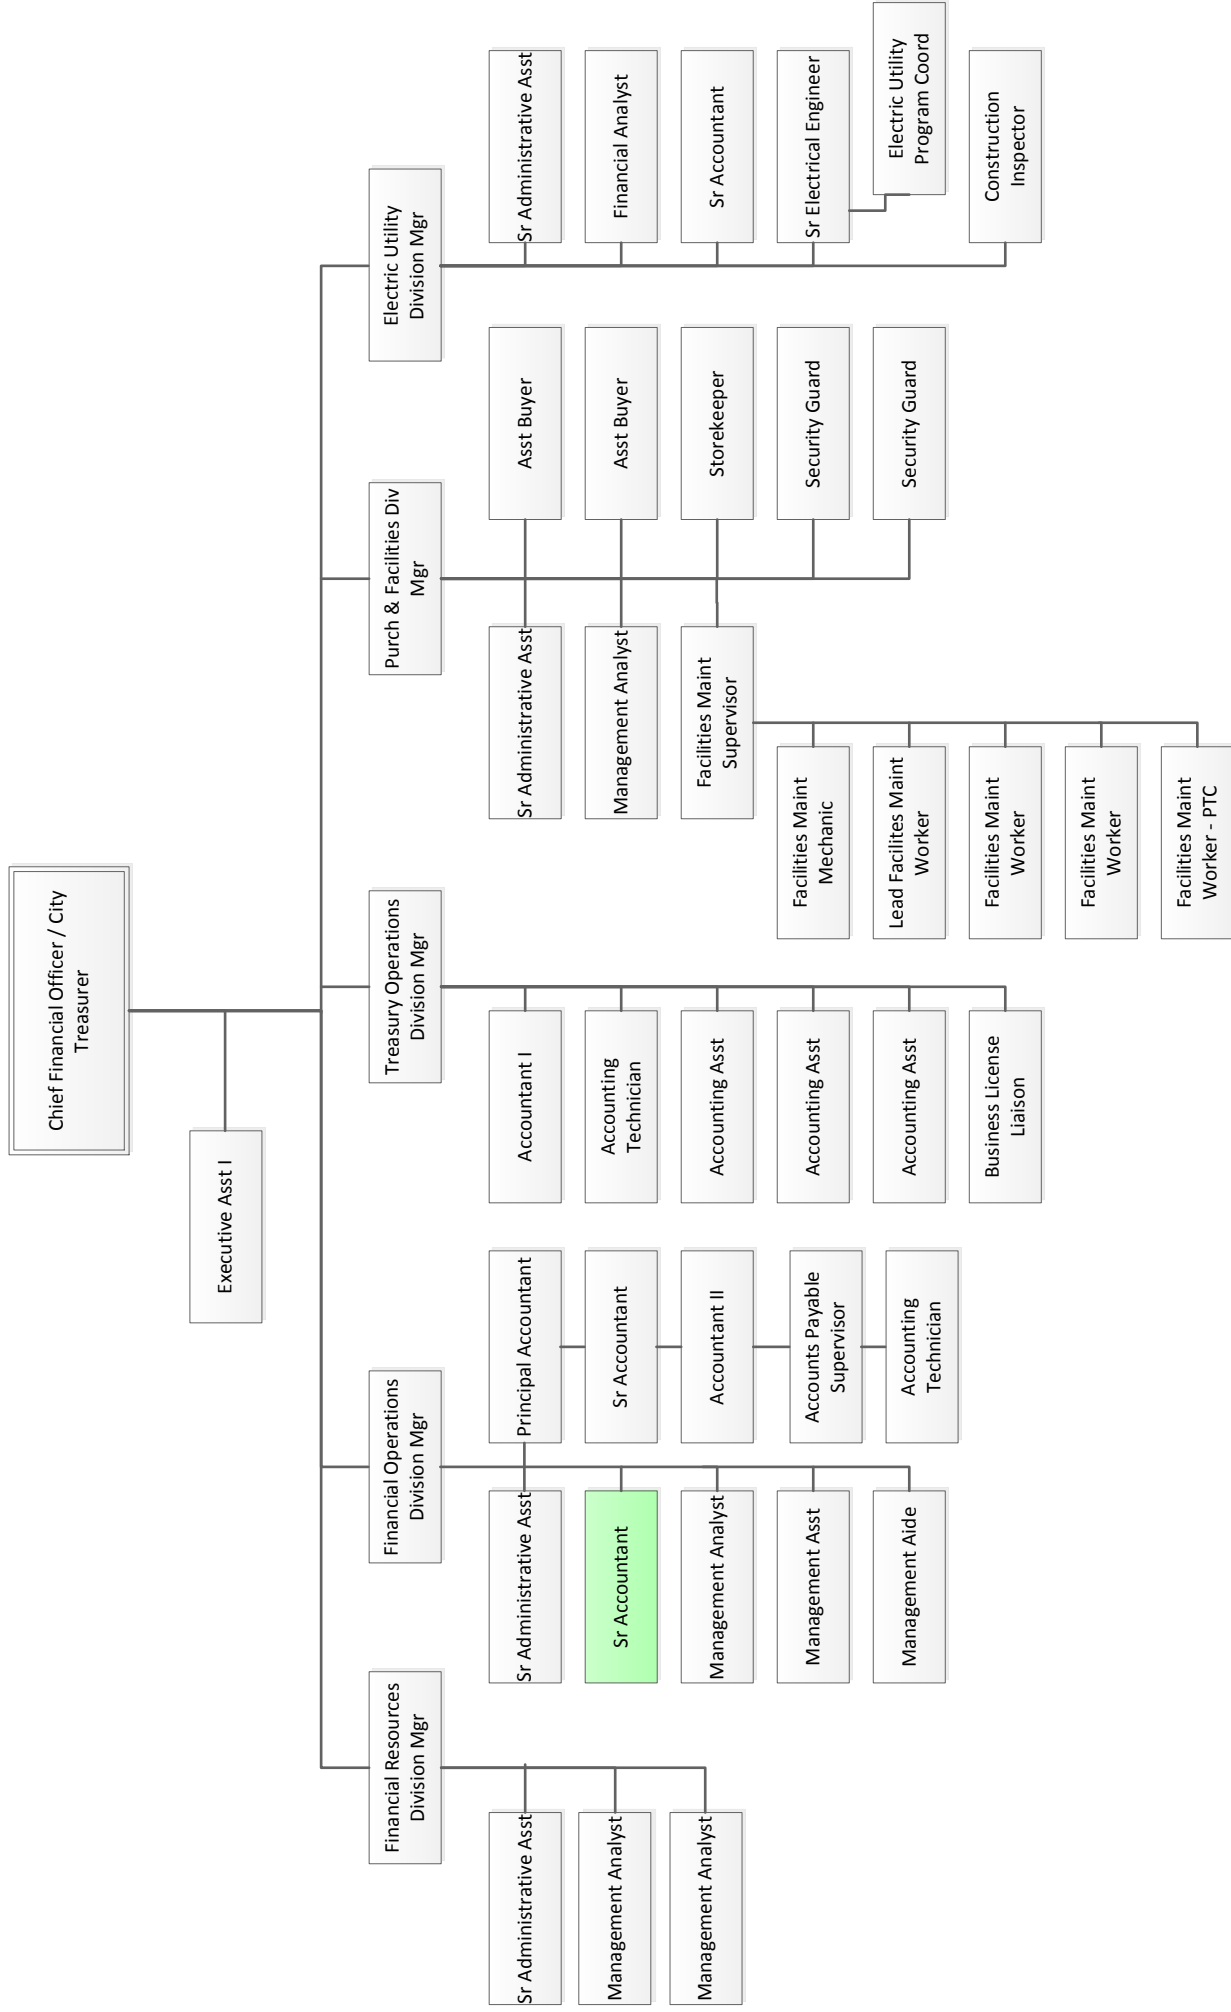 Chief Financial Officer / City
Treasurer
Executive Asst I
Financial Resources
Division Mgr
Sr Administrative Asst
Management Analyst
Management Analyst
Financial Operations
Division Mgr
Sr Administrative Asst
Sr Accountant
Management Analyst
Management Asst
Management Aide
Principal Accountant
Sr Accountant
Accountant II
Accounts Payable
Supervisor
Accounting
Technician
Treasury Operations
Division Mgr
Accountant I
Accounting
Technician
Accounting Asst
Accounting Asst
Accounting Asst
Business License
Liaison
Purch & Facilities Div
Mgr
Sr Administrative Asst
Management Analyst
Facilities Maint
Supervisor
Facilities Maint
Mechanic
Lead Facilites Maint
Worker
Facilities Maint
Worker
Facilities Maint
Worker
Facilities Maint
Worker - PTC
Asst Buyer
Asst Buyer
Storekeeper
Security Guard
Security Guard
Electric Utility
Division Mgr
Sr Administrative Asst
Financial Analyst
Sr Accountant
Sr Electrical Engineer
Electric Utility
Program Coord
Construction
Inspector